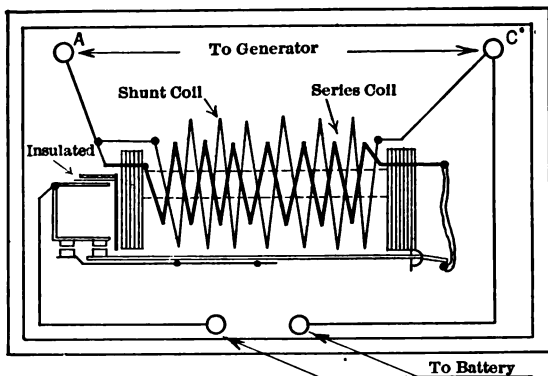 A To Generator C
Shunt Coil Series Coil
Insulated
To Battery